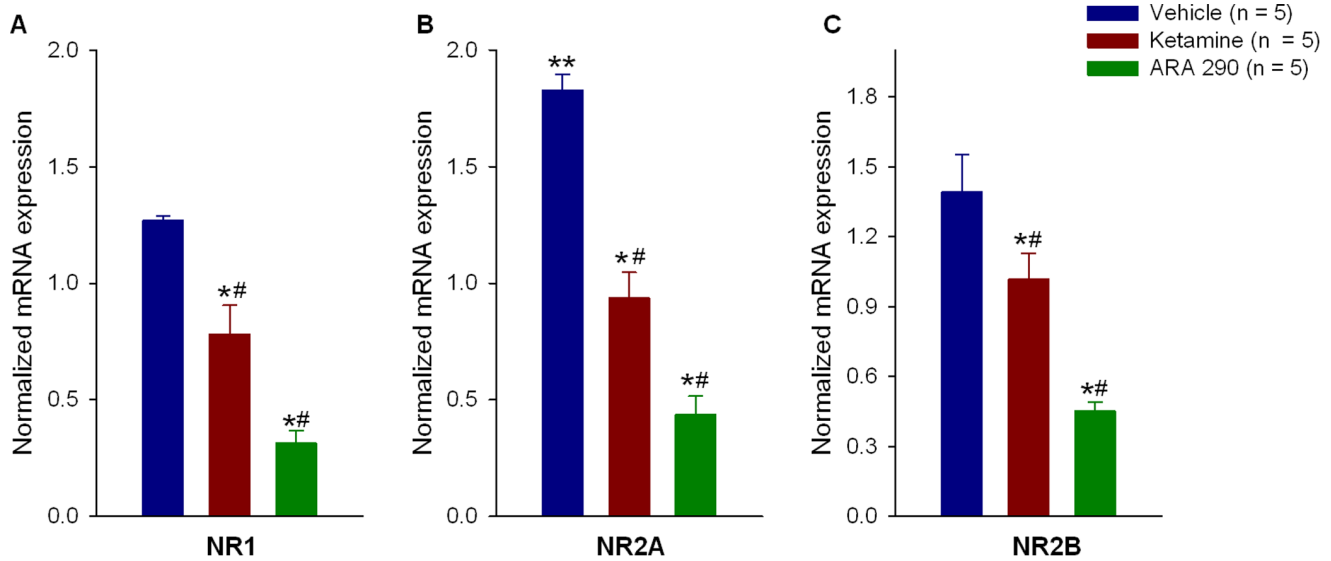 A
B
C
Vehicle (n = 5)
Ketamine (n  = 5)
ARA 290 (n = 5)
Normalized mRNA expression
2.0
1.5
1.0
0.5
0.0
*#
*#
NR1
Normalized mRNA expression
2.0
1.5
1.0
0.5
0.0
**
*#
*#
NR2A
Normalized mRNA expression
1.8
1.5
1.2
0.9
0.6
0.3
0.0
*#
*#
NR2B